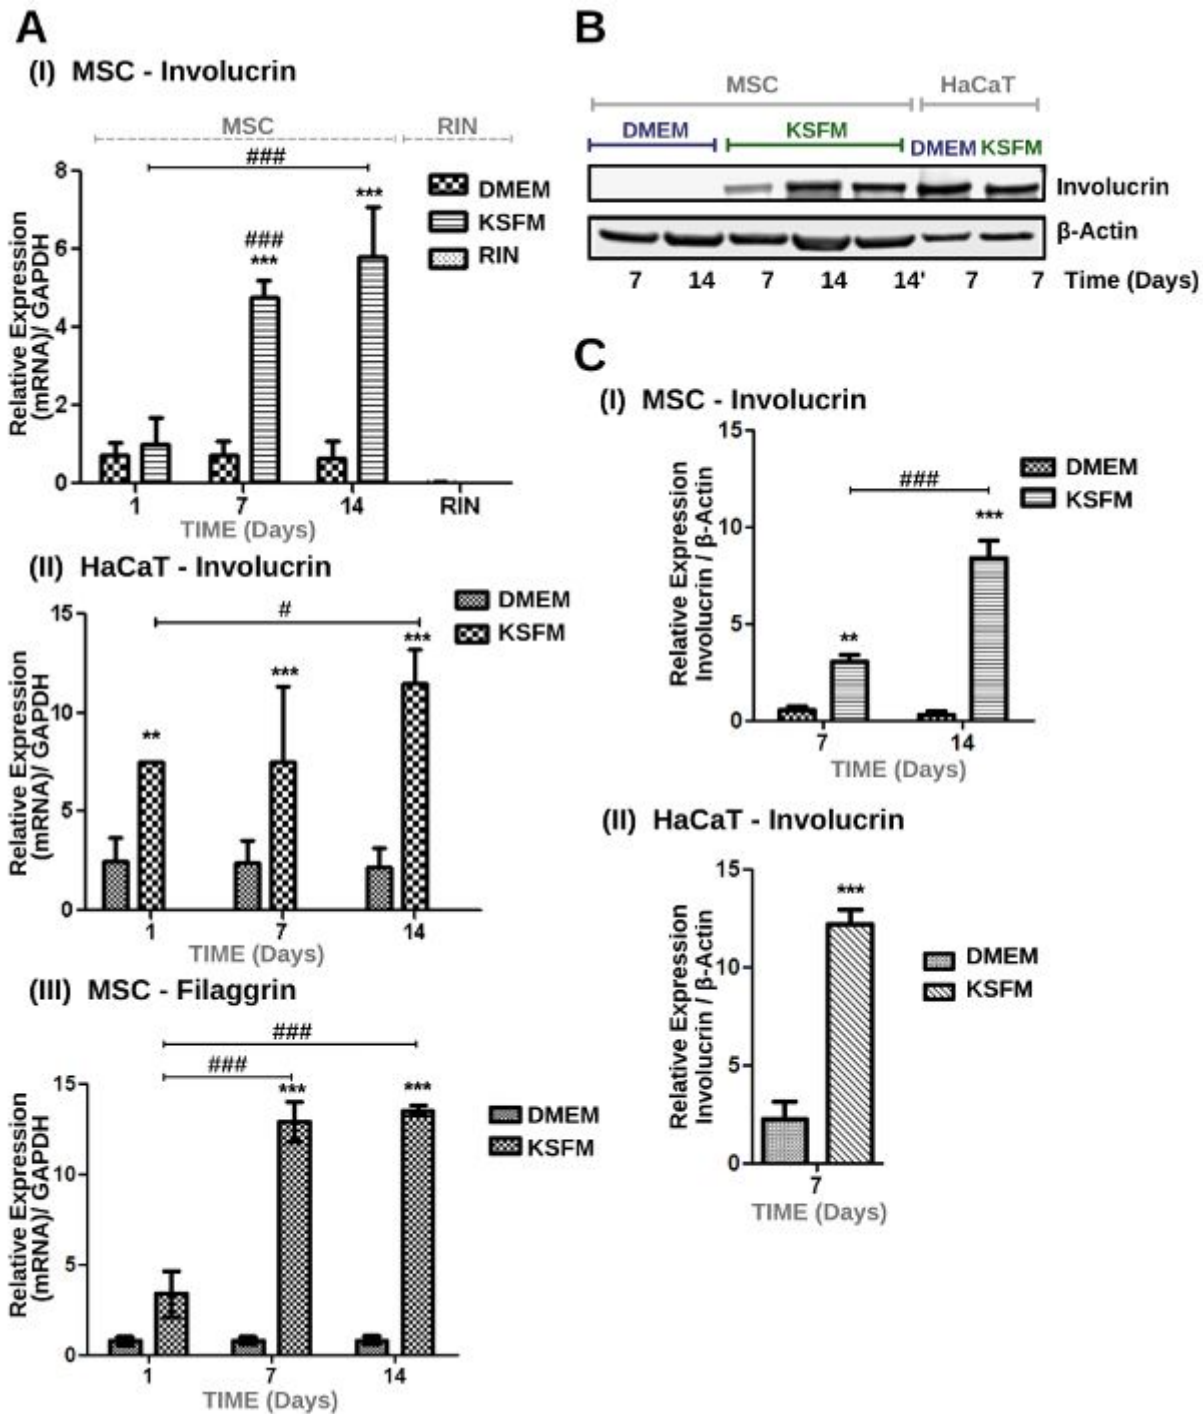 A
(I) MSC - Involucrin
MSC RIN
###
8
***
DMEM
KSFM
RIN
###
***
6
4
2
0
Relative Expression
(mRNA)/ GAPDH
1 7 14 RIN
TIME (Days)
(II) HaCaT - Involucrin
DMEM
KSFM
#
15
***
***
**
10
5
0
Relative Expression
(mRNA)/ GAPDH
1 7 14
TIME (Days)
(III) MSC - Filaggrin
###
###
15
*** ***
DMEM
KSFM
10
5
0
Relative Expression
(mRNA)/ GAPDH
1 7 14
TIME (Days)
B
MSC HaCaT
DMEM KSFM DMEM KSFM
Involucrin
β-Actin
7 14 7 14 14' 7 7 Time (Days)
C
(I) MSC - Involucrin
15
DMEM
KSFM
###
***
10
**
5
0
Relative Expression
Involucrin / β-Actin
7 14
TIME (Days)
(II) HaCaT - Involucrin
15
***
DMEM
KSFM
10
5
0
Relative Expression
Involucrin / β-Actin
7
TIME (Days)